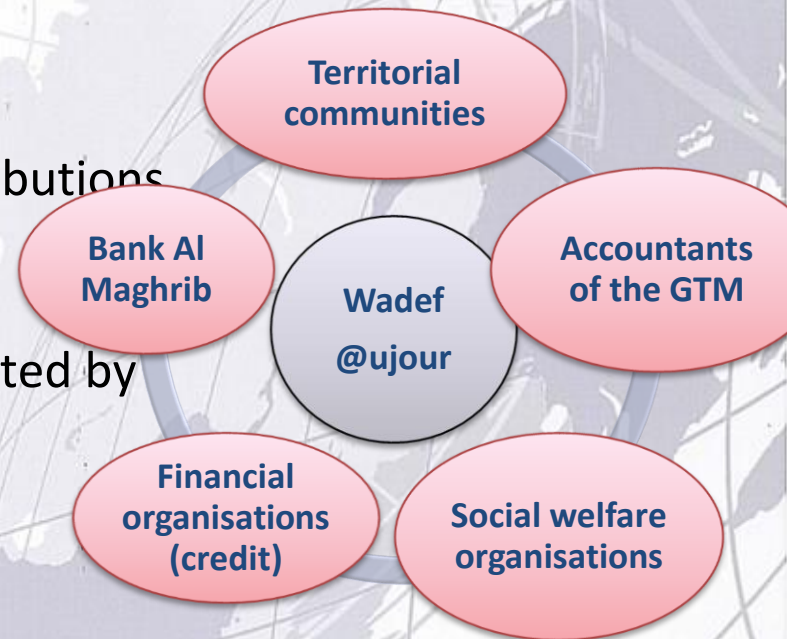 Territorial
communities
butions
Bank Al
Maghrib
Accountants
of the GTM
Wadef
@ujour
ted by
Financial
organisations
(credit)
Social welfare
organisations